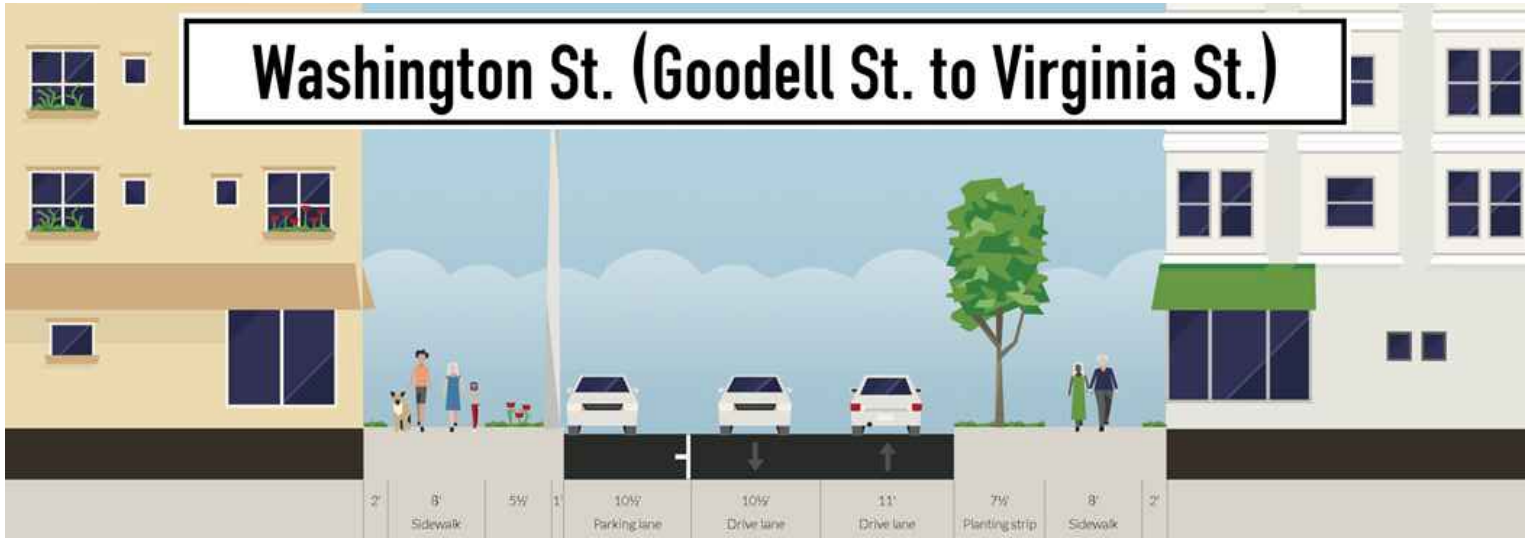 Washington St. (Goodell St. to Virginia St.)
2' 8' 5½' 1' 10½' 10½' 11' 7½' 8' 2'
Sidewalk Parking lane Drive lane Drive lane Planting strip Sidewalk